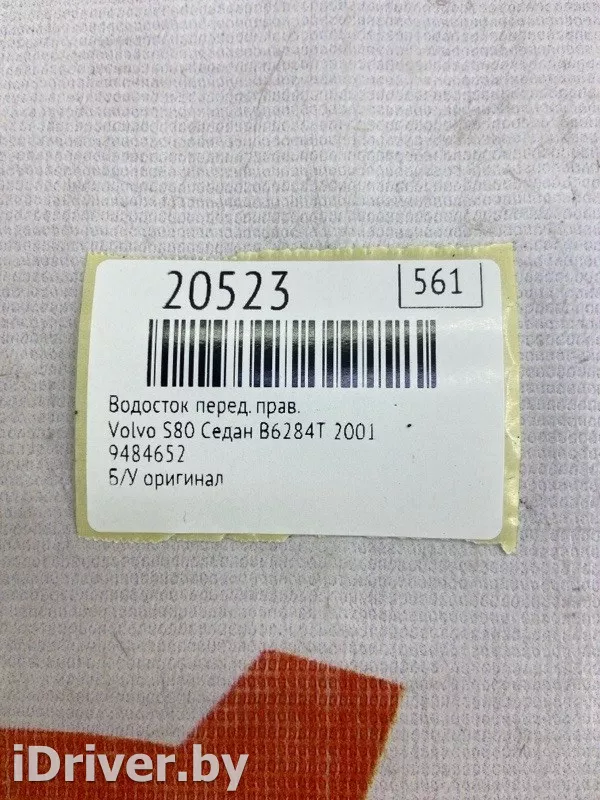 20523
561
Водосток перед. прав.
Volvo S80 Седан B6284T 2001
9484652
Б/У оригинал
iDriver.by